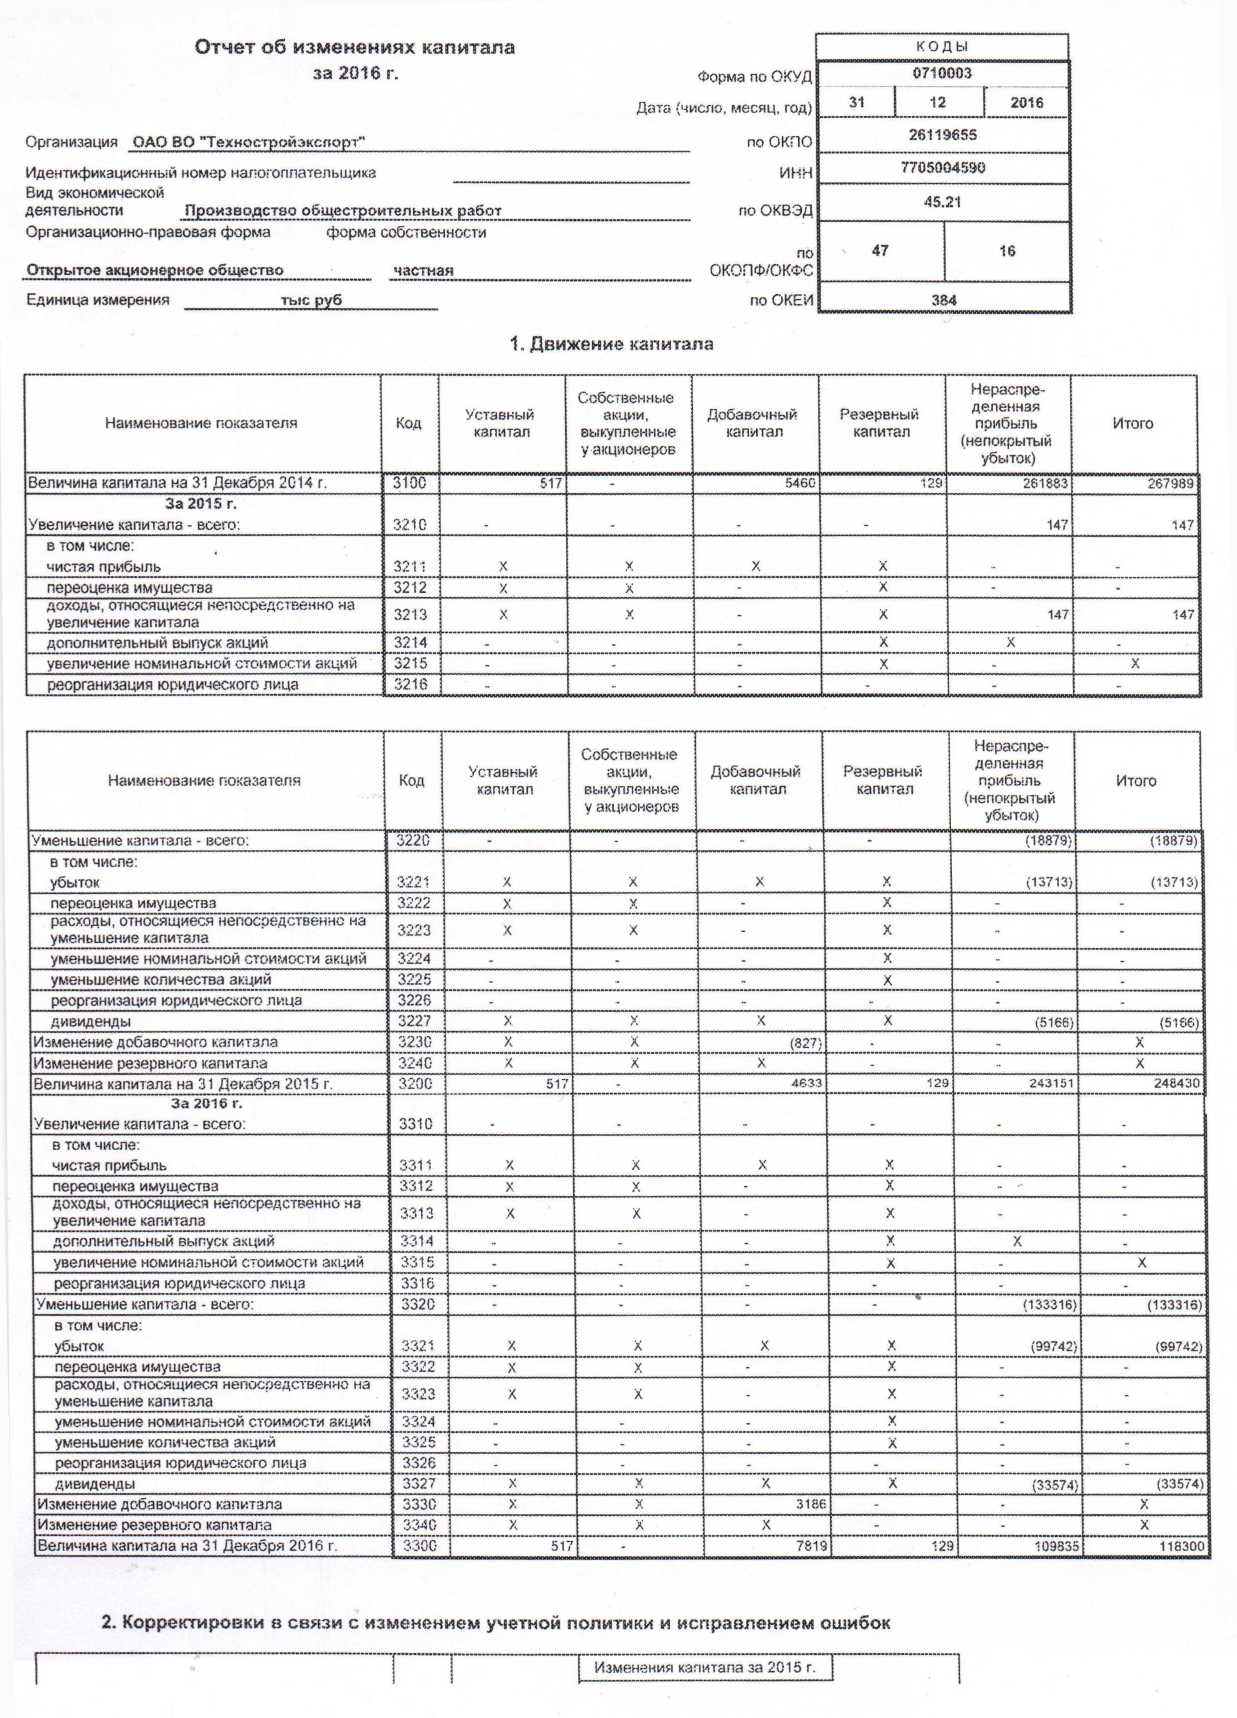 Отчет об изменениях капитала
за 2016 г.
КОДЫ
Форма по ОКУД 0710003
Дата (число, месяц, год) 31 12 2016
Организация ОАО ВО "Техностройэкспорт" по ОКПО 26119655
Идентификационный номер налогоплательщика ИНН 7705004590
Вид экономической
деятельности Производство общестроительных работ по ОКВЭД 45.21
Организационно-правовая форма форма собственности
по 47 16
Открытое акционерное общество частная ОКОПФ/ОКФС
Единица измерения тыс руб по ОКЕИ 384
1. Движение капитала
Наименование показателя Код Уставный капитал Собственные акции, выкупленные у акционеров Добавочный капитал Резервный капитал Нераспре-деленная прибыль (непокрытый убыток) Итого
Величина капитала на 31 Декабря 2014 г. 3100 517 - 5460 129 261883 267989
За 2015 г.
Увеличение капитала - всего: 3210 - - - - 147 147
в том числе:
чистая прибыль 3211 X X X X - -
переоценка имущества 3212 X X - X - -
доходы, относящиеся непосредственно на
увеличение капитала 3213 X X - X 147 147
дополнительный выпуск акций 3214 - - - X X -
увеличение номинальной стоимости акций 3215 - - - X - X
реорганизация юридического лица 3216 - - - - - -
Наименование показателя Код Уставный капитал Собственные акции, выкупленные у акционеров Добавочный капитал Резервный капитал Нераспре-деленная прибыль (непокрытый убыток) Итого
Уменьшение капитала - всего: 3220 - - - - (18879) (18879)
в том числе:
убыток 3221 X X X X (13713) (13713)
переоценка имущества 3222 X X - X - -
расходы, относящиеся непосредственно на
уменьшение капитала 3223 X X - X - -
уменьшение номинальной стоимости акций 3224 - - - X - -
уменьшение количества акций 3225 - - - X - -
реорганизация юридического лица 3226 - - - - - -
дивиденды 3227 X X X X (5166) (5166)
Изменение добавочного капитала 3230 X X (827) - - X
Изменение резервного капитала 3240 X X X - - X
Величина капитала на 31 Декабря 2015 г. 3200 517 - 4633 129 243151 248430
За 2016 г.
Увеличение капитала - всего: 3310 - - - - - -
в том числе:
чистая прибыль 3311 X X X X - -
переоценка имущества 3312 X X - X - -
доходы, относящиеся непосредственно на
увеличение капитала 3313 X X - X - -
дополнительный выпуск акций 3314 - - - X X -
увеличение номинальной стоимости акций 3315 - - - X - X
реорганизация юридического лица 3316 - - - - - -
Уменьшение капитала - всего: 3320 - - - - (133316) (133316)
в том числе:
убыток 3321 X X X X (99742) (99742)
переоценка имущества 3322 X X - X - -
расходы, относящиеся непосредственно на
уменьшение капитала 3323 X X - X - -
уменьшение номинальной стоимости акций 3324 - - - X - -
уменьшение количества акций 3325 - - - X - -
реорганизация юридического лица 3326 - - - - - -
дивиденды 3327 X X X X (33574) (33574)
Изменение добавочного капитала 3330 X X 3186 - - X
Изменение резервного капитала 3340 X X X - - X
Величина капитала на 31 Декабря 2016 г. 3300 517 - 7819 129 109835 118300
2. Корректировки в связи с изменением учетной политики и исправлением ошибок
Изменения капитала за 2015 г.